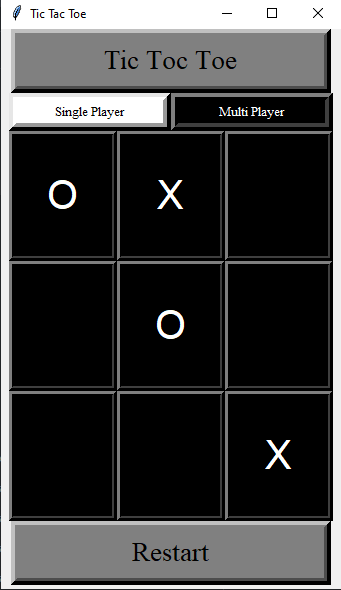 Tic Tac Toe
Tic Toc Toe
Single Player Multi Player
O X
O
X
Restart